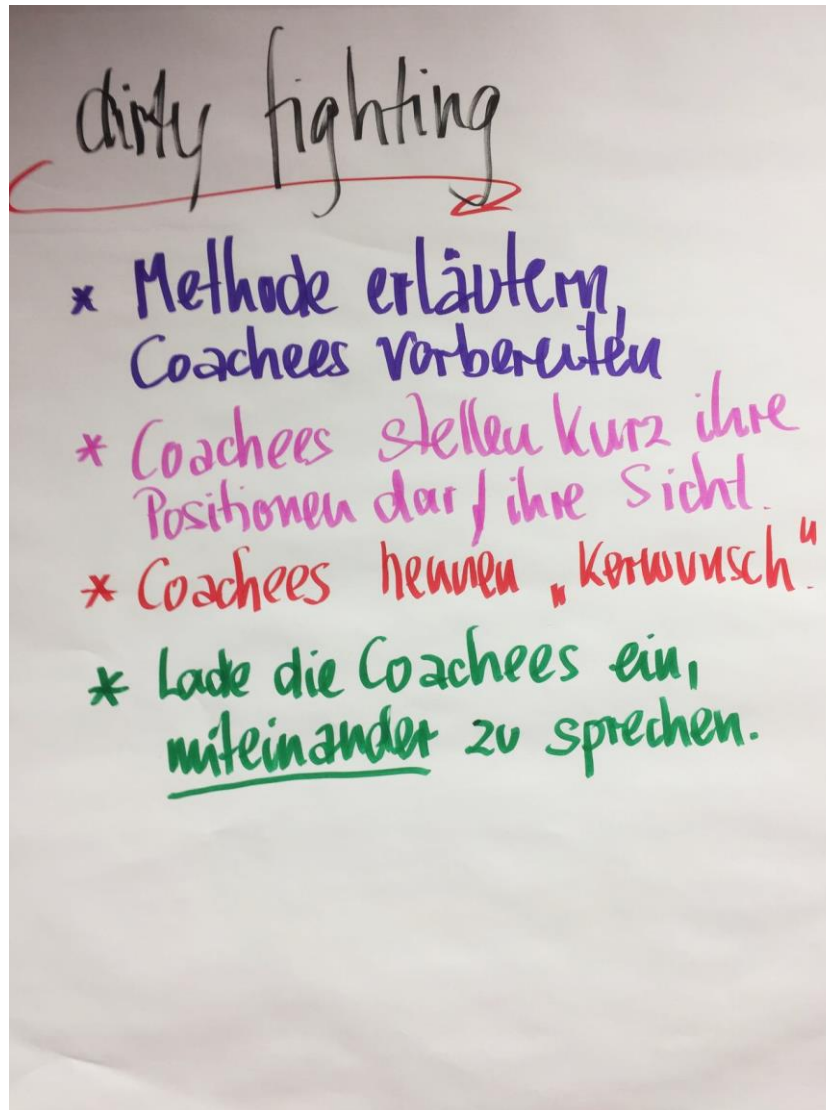 dirty fighting
* Methode erläutern,
Coachees vorbereiten
* Coachees stellen kurz ihre
Positionen dar / ihre Sicht.
* Coachees nennen „Kerwunsch".
* Lade die Coachees ein,
miteinander zu sprechen.